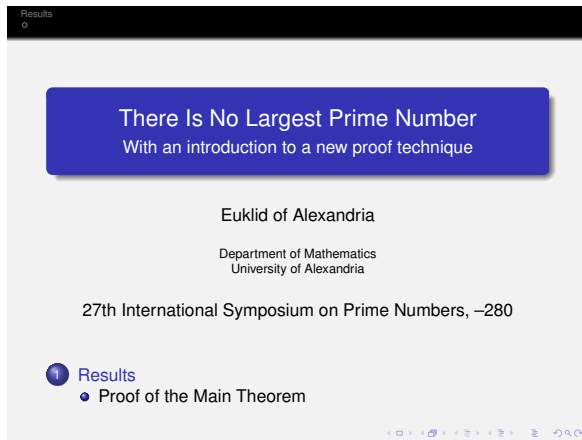 Results
There Is No Largest Prime Number
With an introduction to a new proof technique
Euklid of Alexandria
Department of Mathematics
University of Alexandria
27th International Symposium on Prime Numbers, –280
1 Results
Proof of the Main Theorem